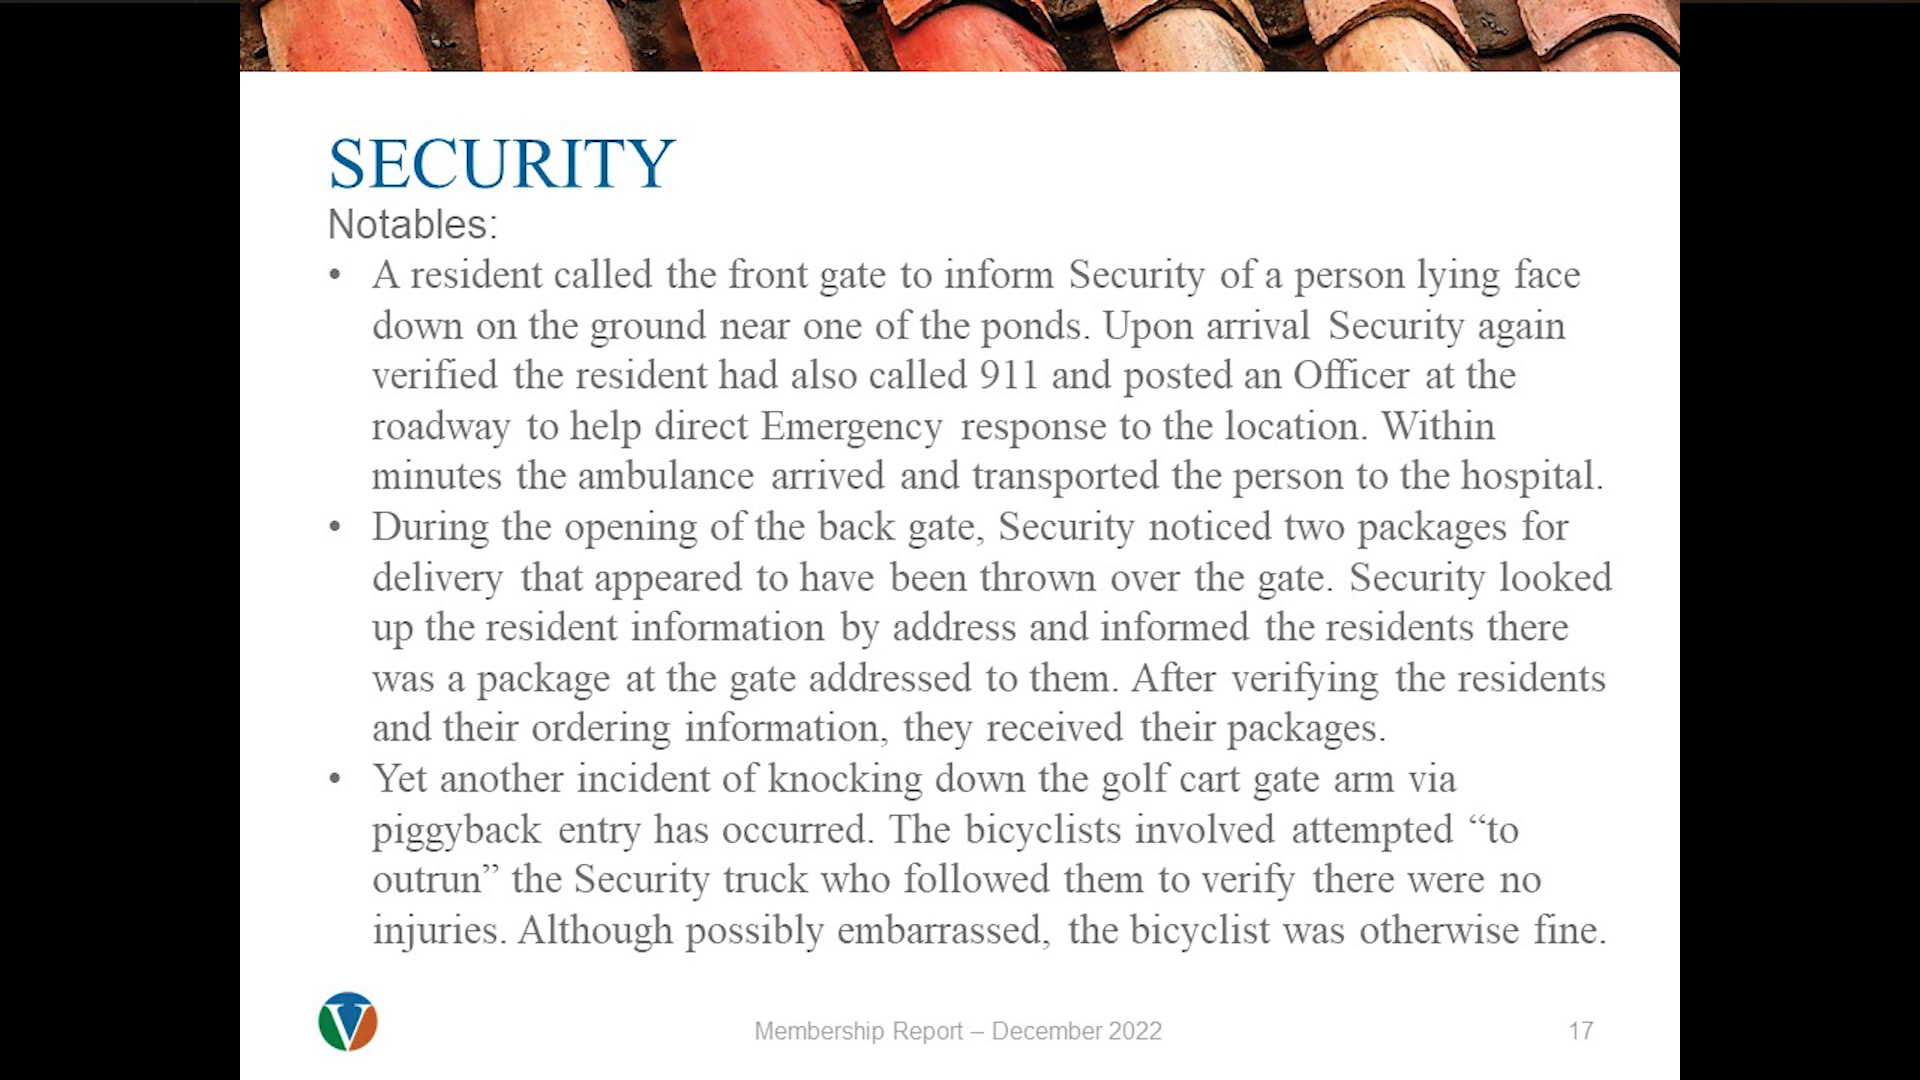 SECURITY
Notables:
• A resident called the front gate to inform Security of a person lying face
down on the ground near one of the ponds. Upon arrival Security again
verified the resident had also called 911 and posted an Officer at the
roadway to help direct Emergency response to the location. Within
minutes the ambulance arrived and transported the person to the hospital.
• During the opening of the back gate, Security noticed two packages for
delivery that appeared to have been thrown over the gate. Security looked
up the resident information by address and informed the residents there
was a package at the gate addressed to them. After verifying the residents
and their ordering information, they received their packages.
• Yet another incident of knocking down the golf cart gate arm via
piggyback entry has occurred. The bicyclists involved attempted “to
outrun” the Security truck who followed them to verify there were no
injuries. Although possibly embarrassed, the bicyclist was otherwise fine.
V
Membership Report – December 2022
17